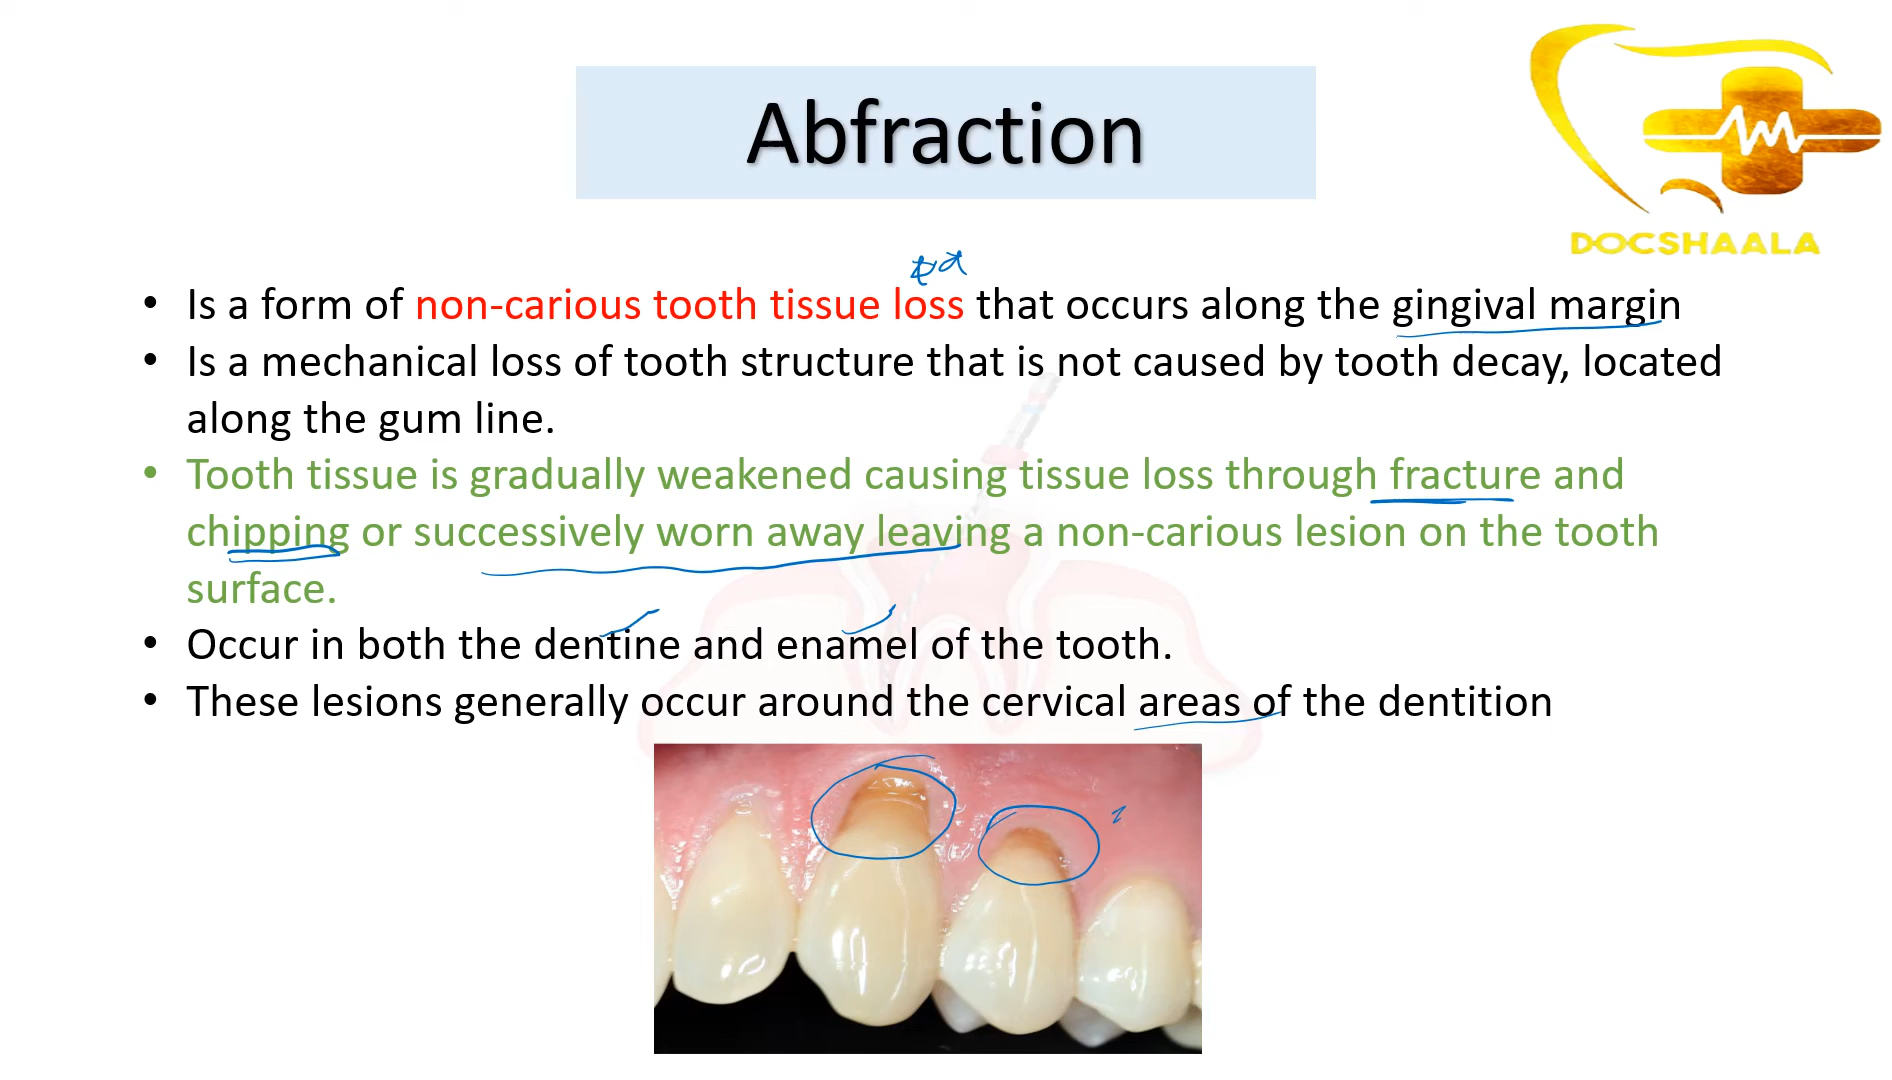 Abfraction
DOCSHAALA
• Is a form of non-carious tooth tissue loss that occurs along the gingival margin
• Is a mechanical loss of tooth structure that is not caused by tooth decay, located
along the gum line.
• Tooth tissue is gradually weakened causing tissue loss through fracture and
chipping or successively worn away leaving a non-carious lesion on the tooth
surface.
• Occur in both the dentine and enamel of the tooth.
• These lesions generally occur around the cervical areas of the dentition